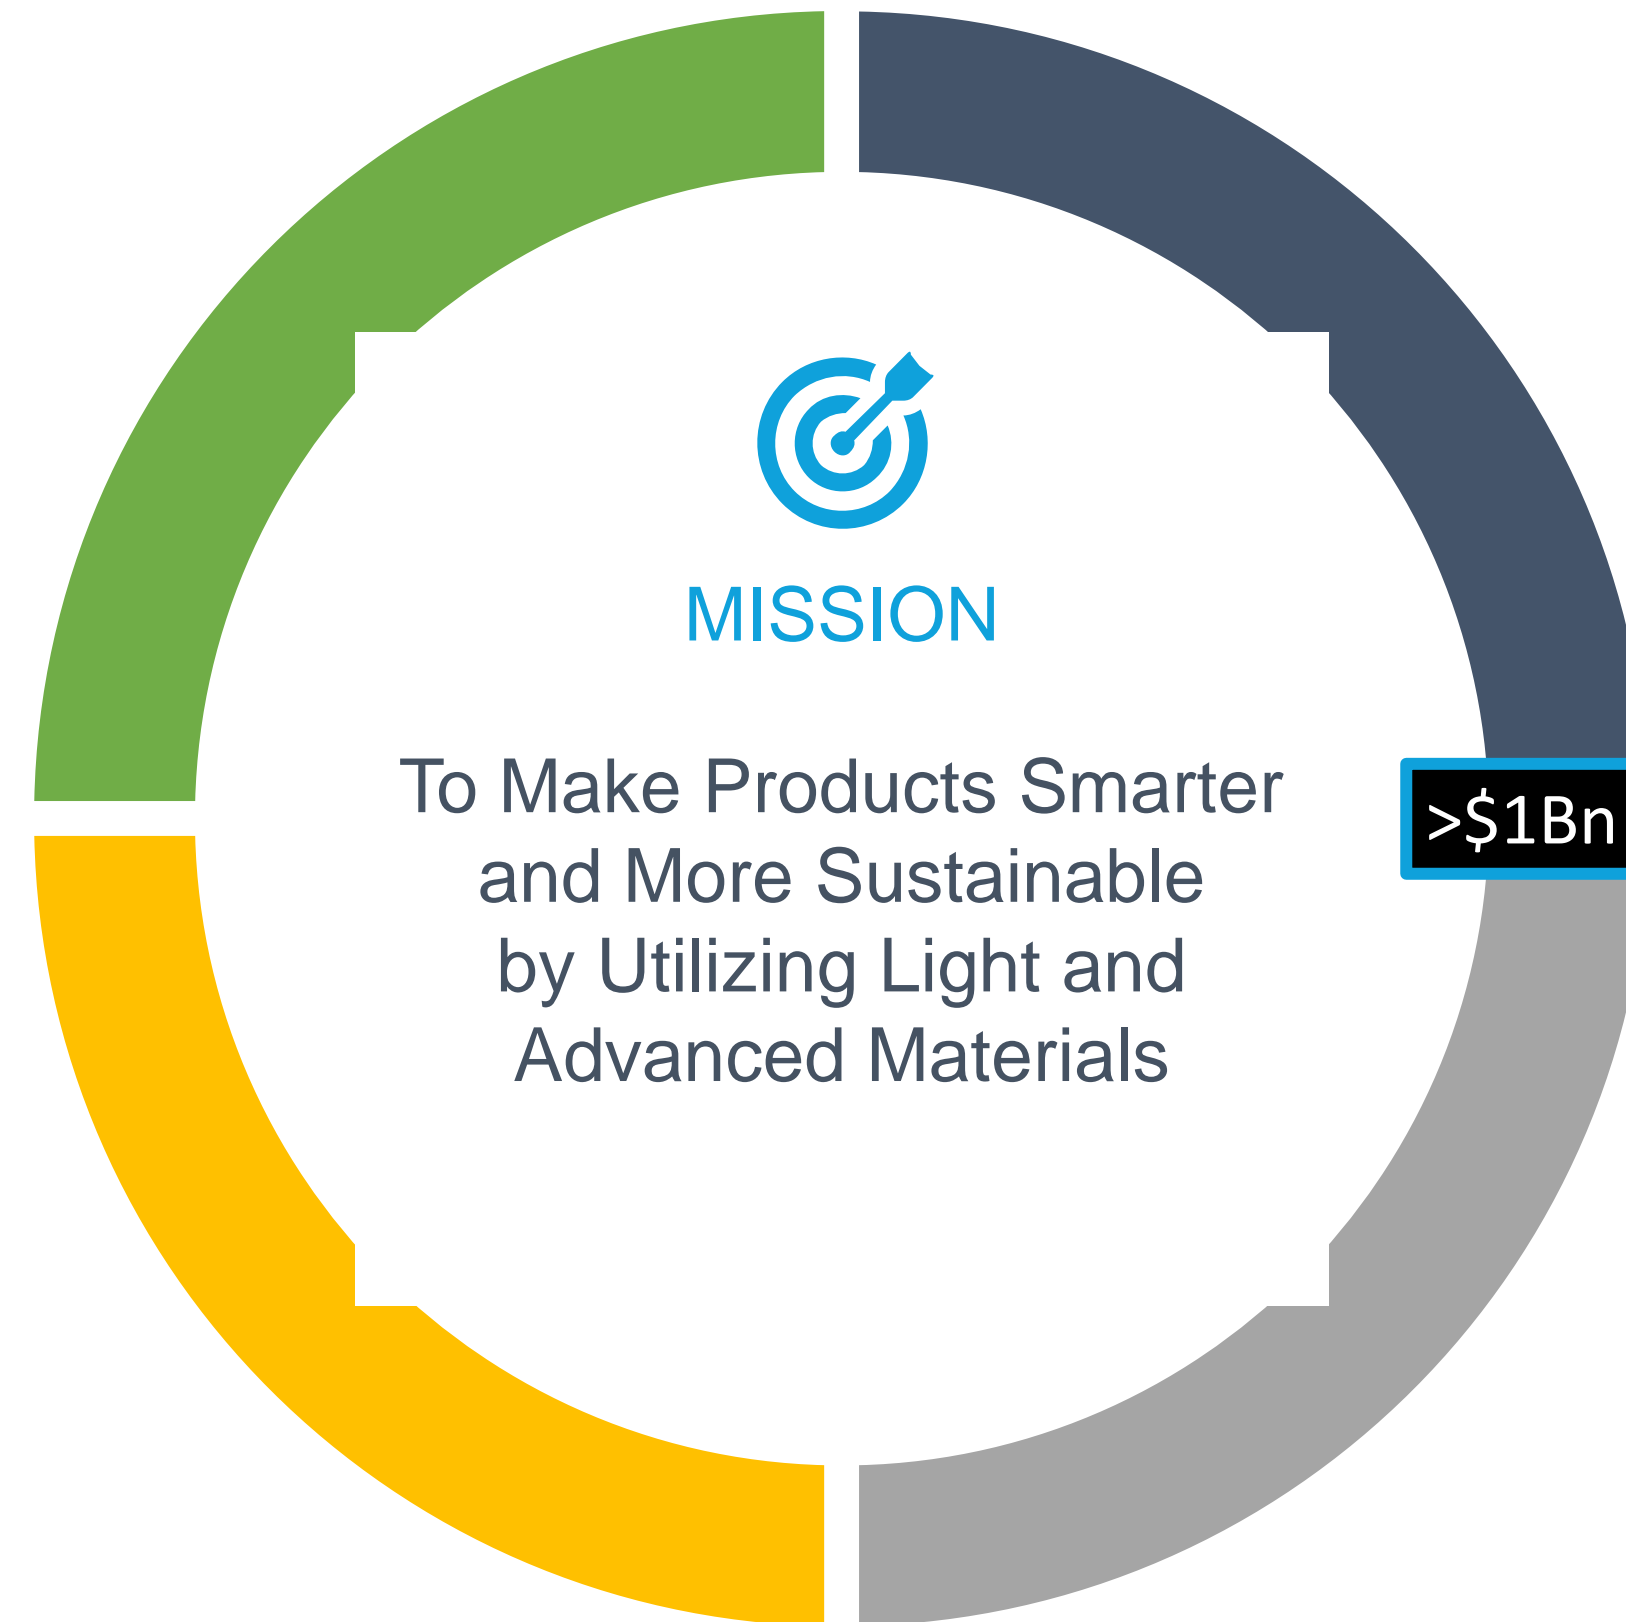 MISSION
To Make Products Smarter
and More Sustainable
by Utilizing Light and
Advanced Materials
>$1Bn